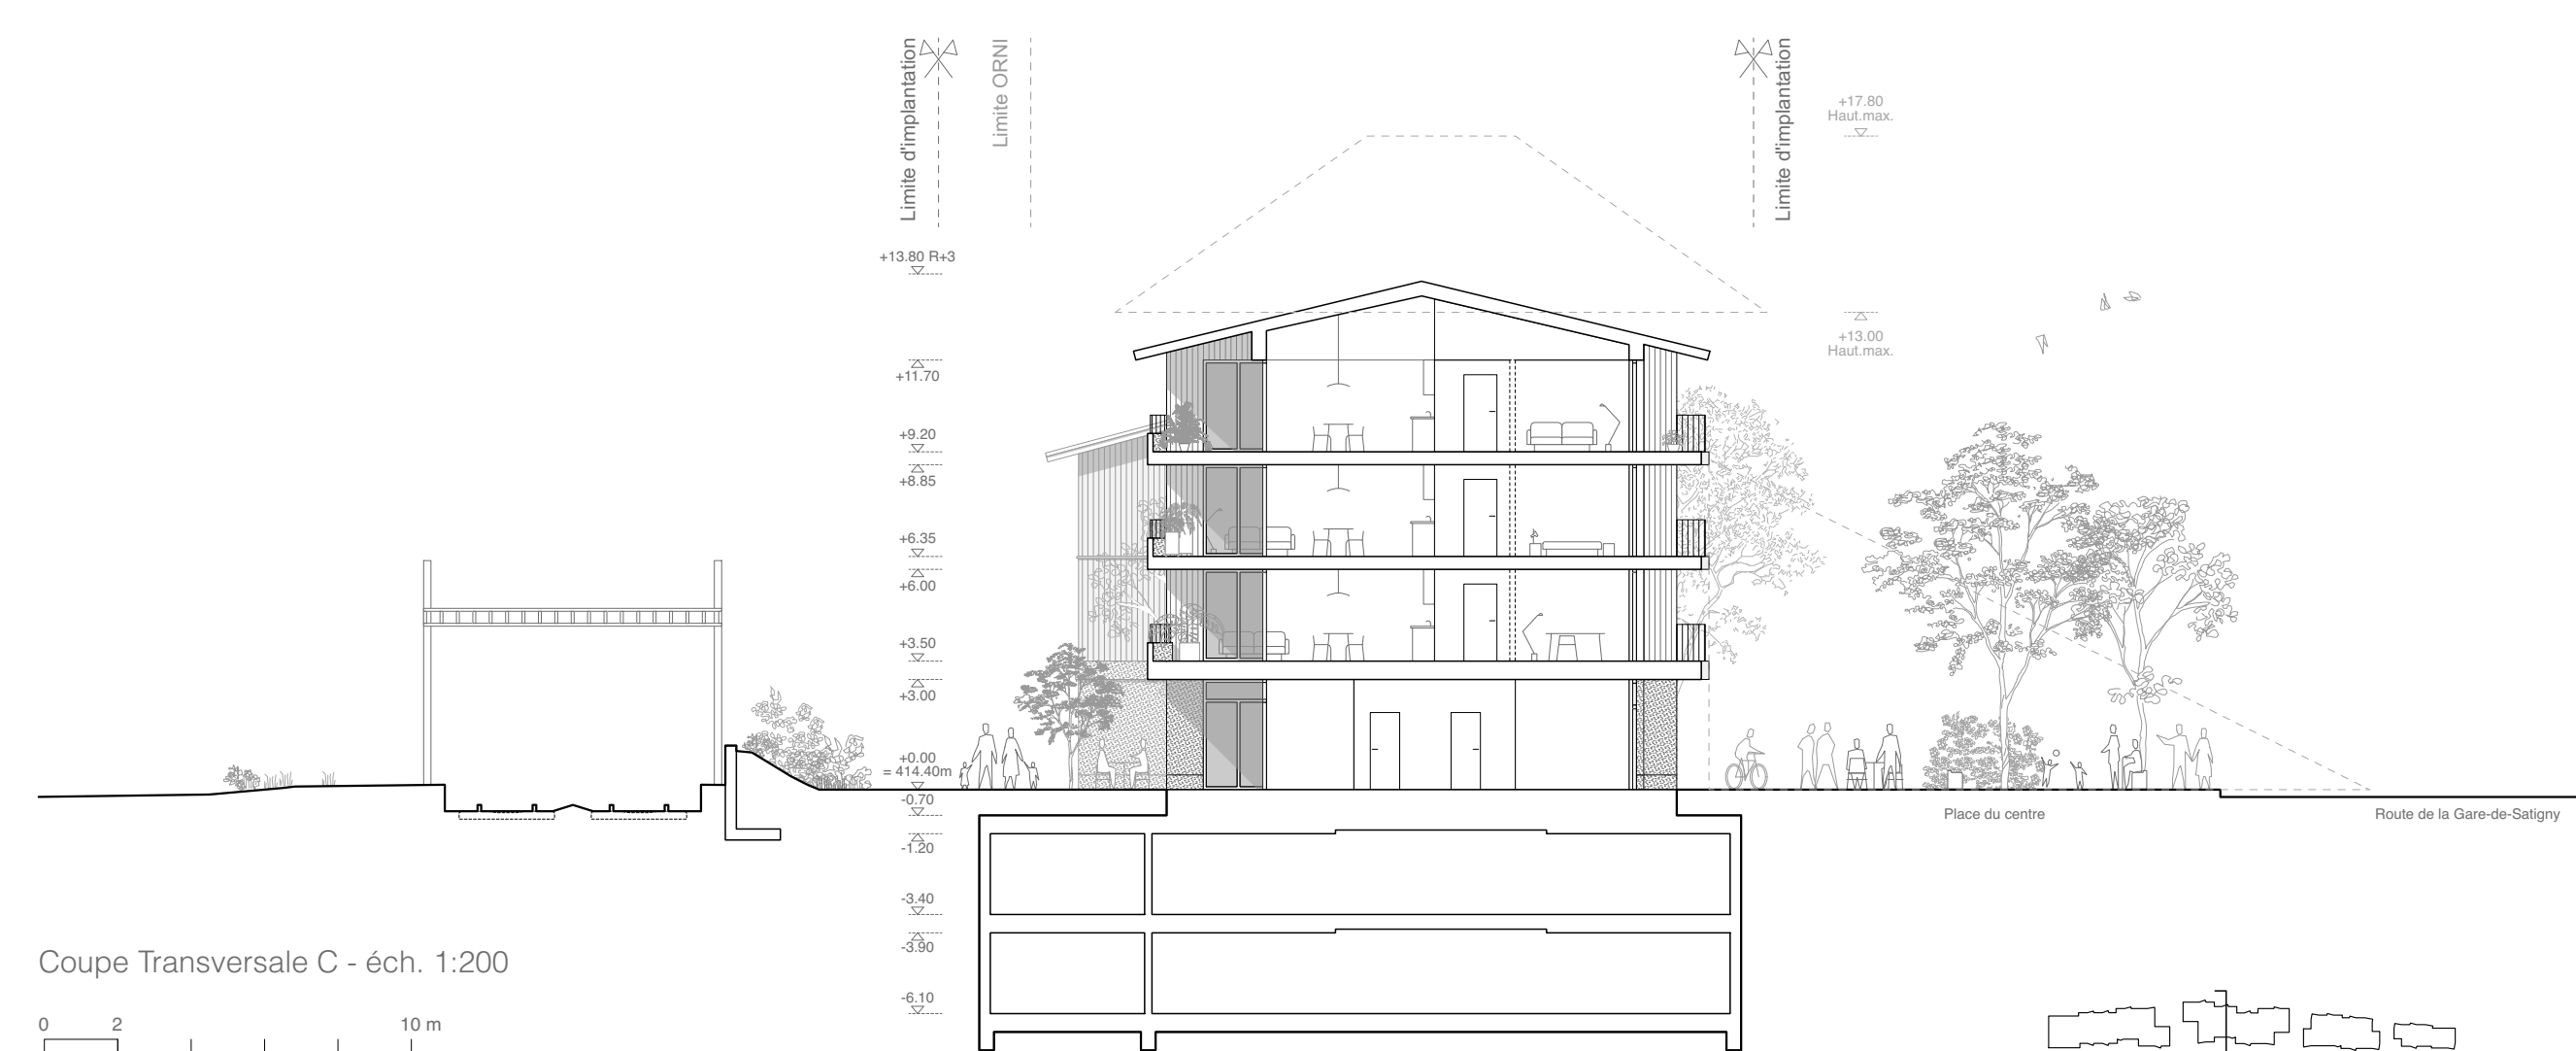 Limite d'implantation
Limite ORNI
Limite d'implantation
+17.80
Haut.max.
+13.80 R+3
+13.00
Haut.max.
+11.70
+9.20
+8.85
+6.35
+6.00
+3.50
+3.00
+0.00
= 414.40m
-0.70
Place du centre
Route de la Gare-de-Satigny
-1.20
-3.40
-3.90
-6.10
Coupe Transversale C - éch. 1:200
0 2 10 m